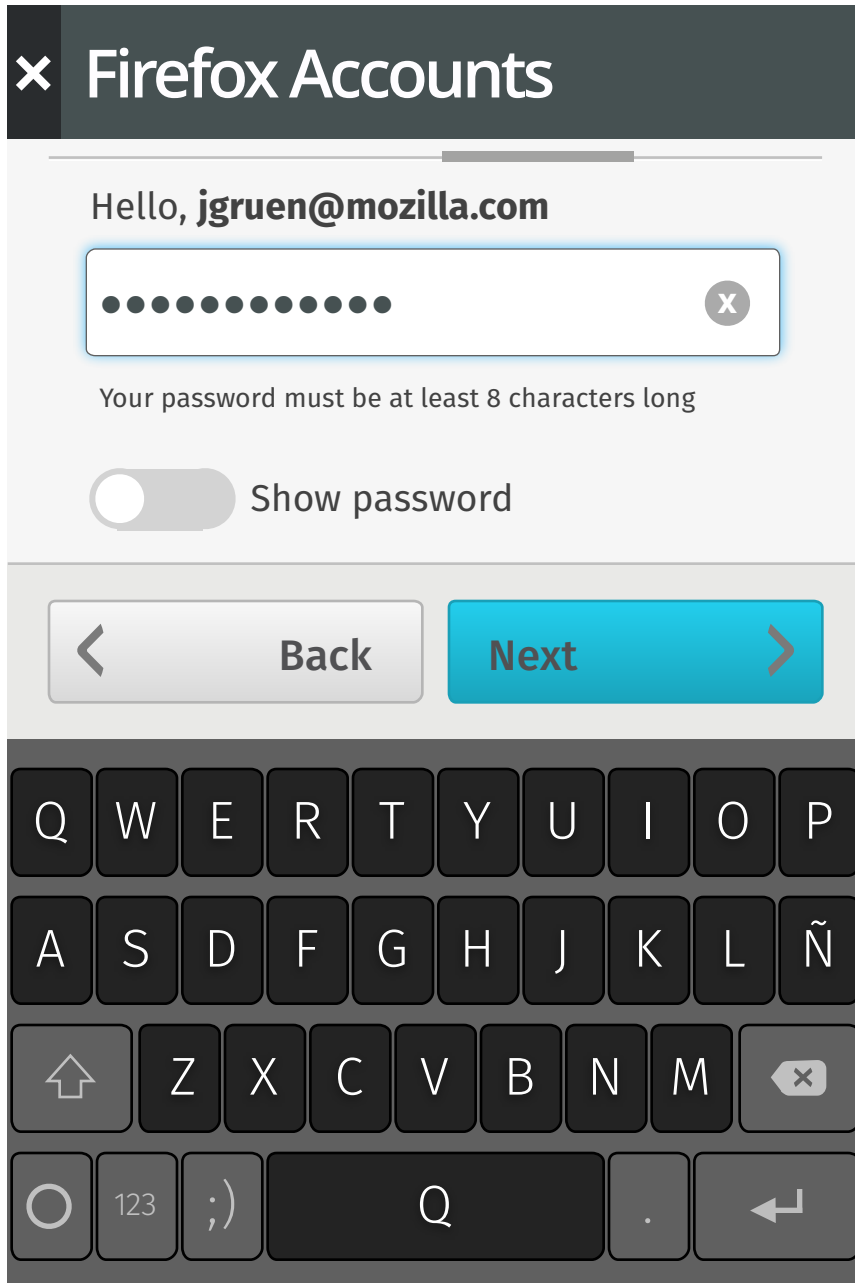 × Firefox Accounts
Hello, jgruen@mozilla.com
●●●●●●●●●●●● X
Your password must be at least 8 characters long
Show password
Back Next
Q W E R T Y U I O P
A S D F G H J K L Ñ
Z X C V B N M
123 ;) Q .